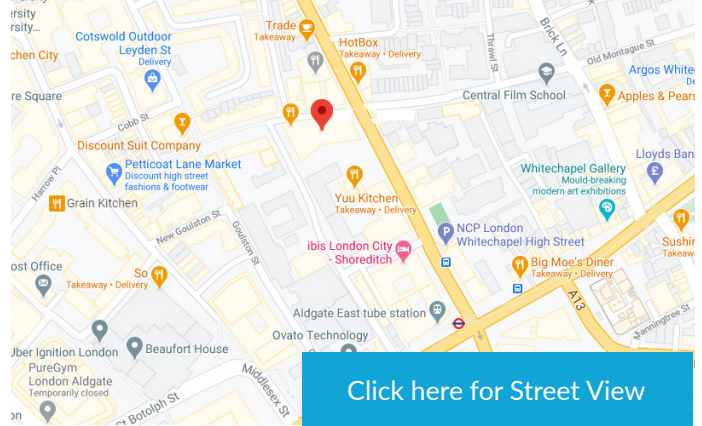 ersity
ersity...
Cotswold Outdoor
Leyden St
Delivery
Trade
Takeaway
HotBox
Takeaway • Delivery
Brick Ln
Thrawl St
Old Montague St
chen City
re Square
Cobb St
Discount Suit Company
Central Film School
Argos White
De
Apples & Pears
Petticoat Lane Market
Discount high street
fashions & footwear
Harrow Pl
Grain Kitchen
Yuu Kitchen
Takeaway • Delivery
Whitechapel Gallery
Mould-breaking
modern art exhibitions
Lloyds Ban
New Goulston St
Goulston St
ibis London City
- Shoreditch
NCP London
Whitechapel High Street
Sushir
Takeaw
ost Office
So
Takeaway • Delivery
Big Moe's Diner
Takeaway • Delivery
A13
Manningtree St
Aldgate East tube station
Ovato Technology
Uber Ignition London
Beaufort House
PureGym
London Aldgate
Temporarily closed
Middlesex St
St Botolph St
on
Click here for Street View